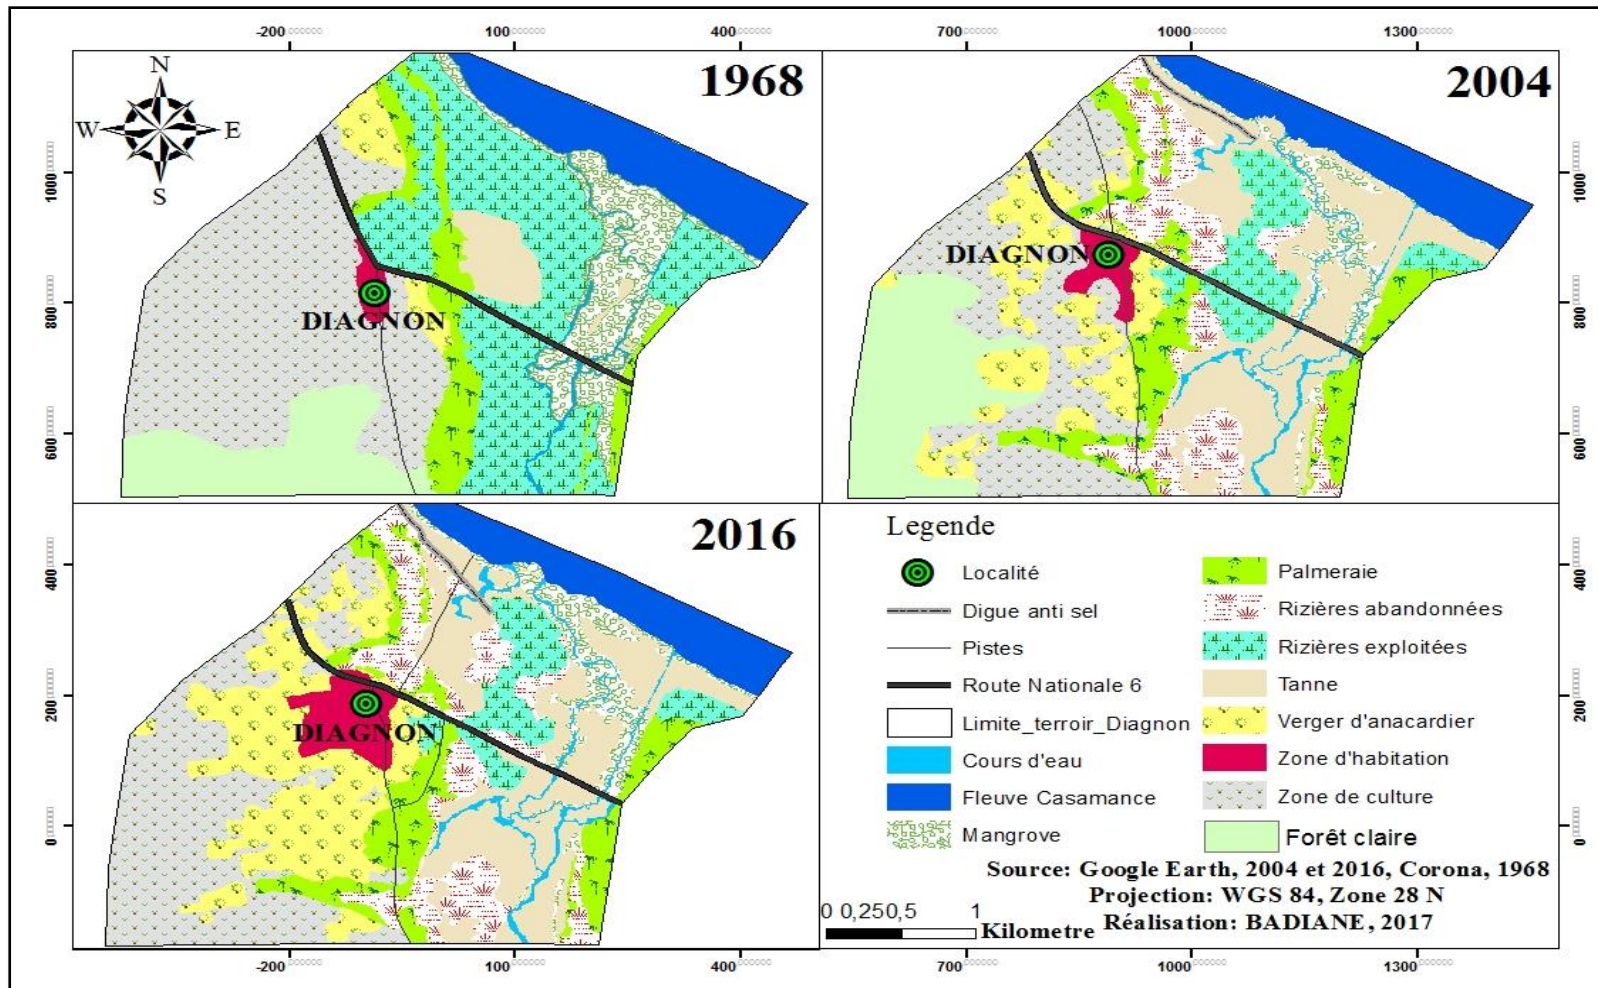 -200 100 400 700 1000 1300
N
W E
S
1968
DIAGNON
2004
DIAGNON
2016
DIAGNON
1000
800
600
400
200
0
1000
800
600
400
200
0
Legende
Localité
Digue anti sel
Pistes
Route Nationale 6
Limite_terroir_Diagnon
Cours d'eau
Fleuve Casamance
Mangrove
Palmeraie
Rizières abandonnées
Rizières exploitées
Tanne
Verger d'anacardier
Zone d'habitation
Zone de culture
Forêt claire
Source: Google Earth, 2004 et 2016, Corona, 1968
Projection: WGS 84, Zone 28 N
Réalisation: BADIANE, 2017
0 0,250,5 1
Kilometre
-200 100 400 700 1000 1300